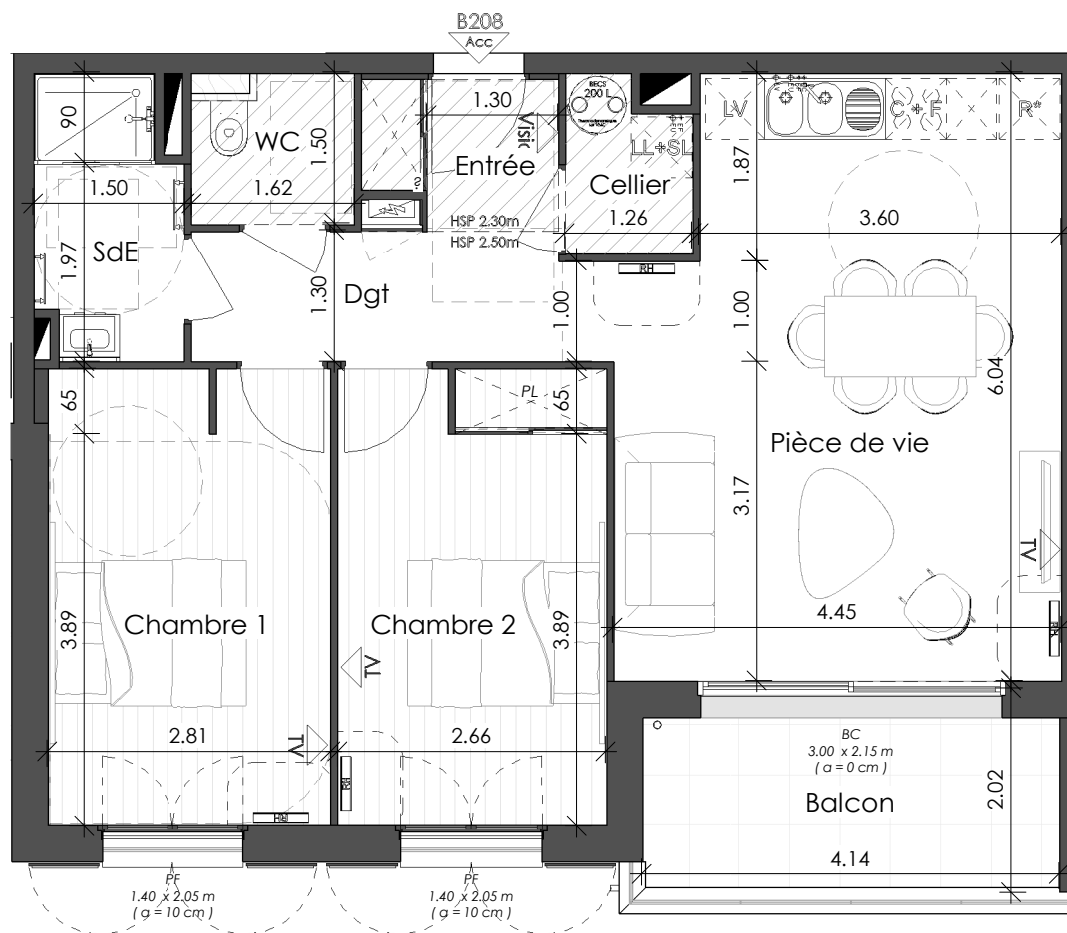 B208
Acc
BECS
200 L
90
WC
1.50
1.30
Entrée
LL+SL
Cellier
LV
C+F
R*
1.87
1.50
1.62
HSP 2.30m
HSP 2.50m
1.26
3.60
SdE
1.97
Dgt
1.30
1.00
RH
1.00
6.04
65
PL
65
Pièce de vie
3.17
TV
Chambre 1
3.89
Chambre 2
3.89
4.45
RH
TV
2.81
TV
2.66
RH
RH
BC
3.00 x 2.15 m
( a = 0 cm )
Balcon
2.02
4.14
PF
1.40 x 2.05 m
( a = 10 cm )
PF
1.40 x 2.05 m
( a = 10 cm )